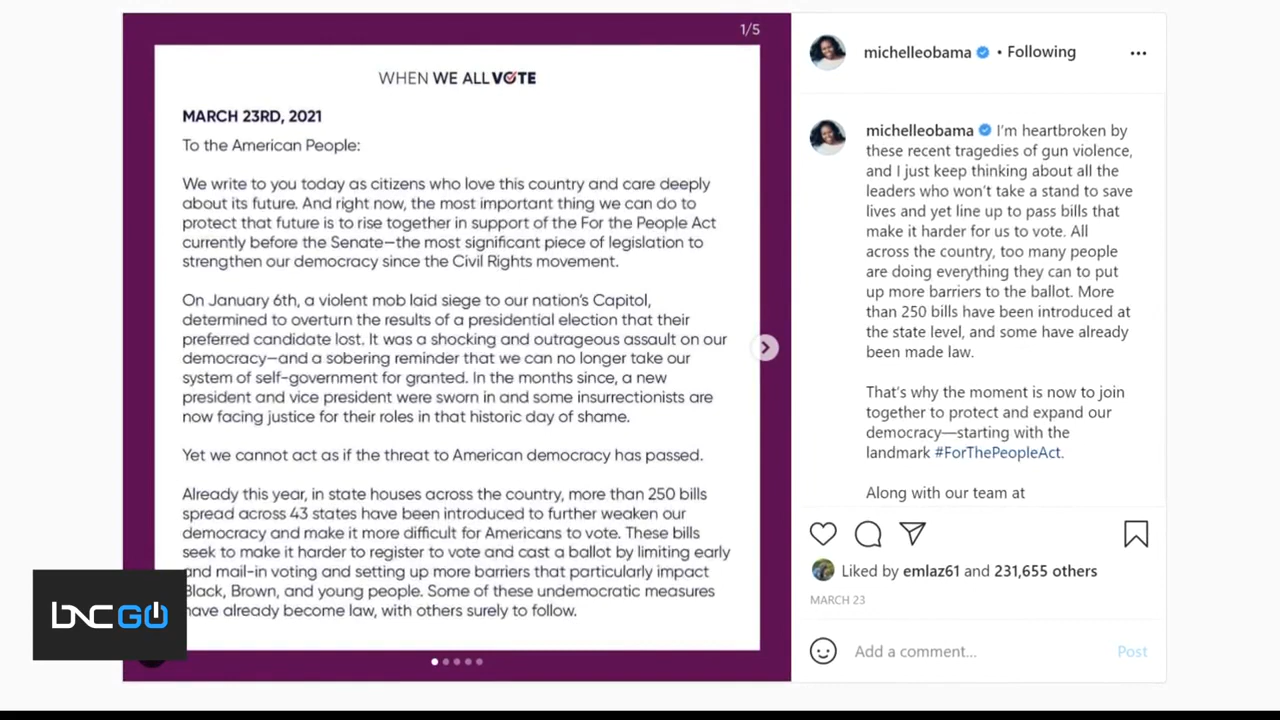 1/5
WHEN WE ALL VOTE
MARCH 23RD, 2021
To the American People:
We write to you today as citizens who love this country and care deeply
about its future. And right now, the most important thing we can do to
protect that future is to rise together in support of the For the People Act
currently before the Senate—the most significant piece of legislation to
strengthen our democracy since the Civil Rights movement.
On January 6th, a violent mob laid siege to our nation's Capitol,
determined to overturn the results of a presidential election that their
preferred candidate lost. It was a shocking and outrageous assault on our
democracy—and a sobering reminder that we can no longer take our
system of self-government for granted. In the months since, a new
president and vice president were sworn in and some insurrectionists are
now facing justice for their roles in that historic day of shame.
Yet we cannot act as if the threat to American democracy has passed.
Already this year, in state houses across the country, more than 250 bills
spread across 43 states have been introduced to further weaken our
democracy and make it more difficult for Americans to vote. These bills
seek to make it harder to register to vote and cast a ballot by limiting early
and mail-in voting and setting up more barriers that particularly impact
Black, Brown, and young people. Some of these undemocratic measures
have already become law, with others surely to follow.
BNC GO
michelleobama • Following
michelleobama I'm heartbroken by
these recent tragedies of gun violence,
and I just keep thinking about all the
leaders who won't take a stand to save
lives and yet line up to pass bills that
make it harder for us to vote. All
across the country, too many people
are doing everything they can to put
up more barriers to the ballot. More
than 250 bills have been introduced at
the state level, and some have already
been made law.
That's why the moment is now to join
together to protect and expand our
democracy—starting with the
landmark #ForThePeopleAct.
Along with our team at
Liked by emlaz61 and 231,655 others
MARCH 23
Add a comment...
Post